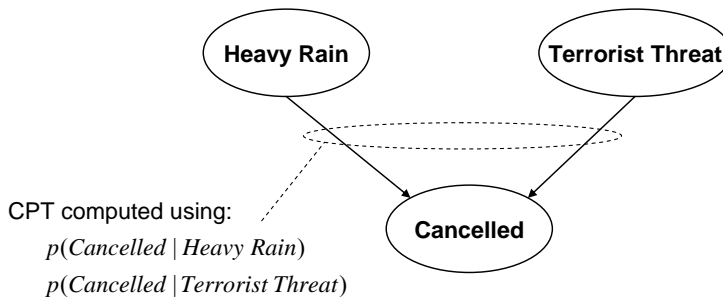 Heavy Rain
Terrorist Threat
Cancelled
CPT computed using:
p(Cancelled | Heavy Rain)
p(Cancelled | Terrorist Threat)